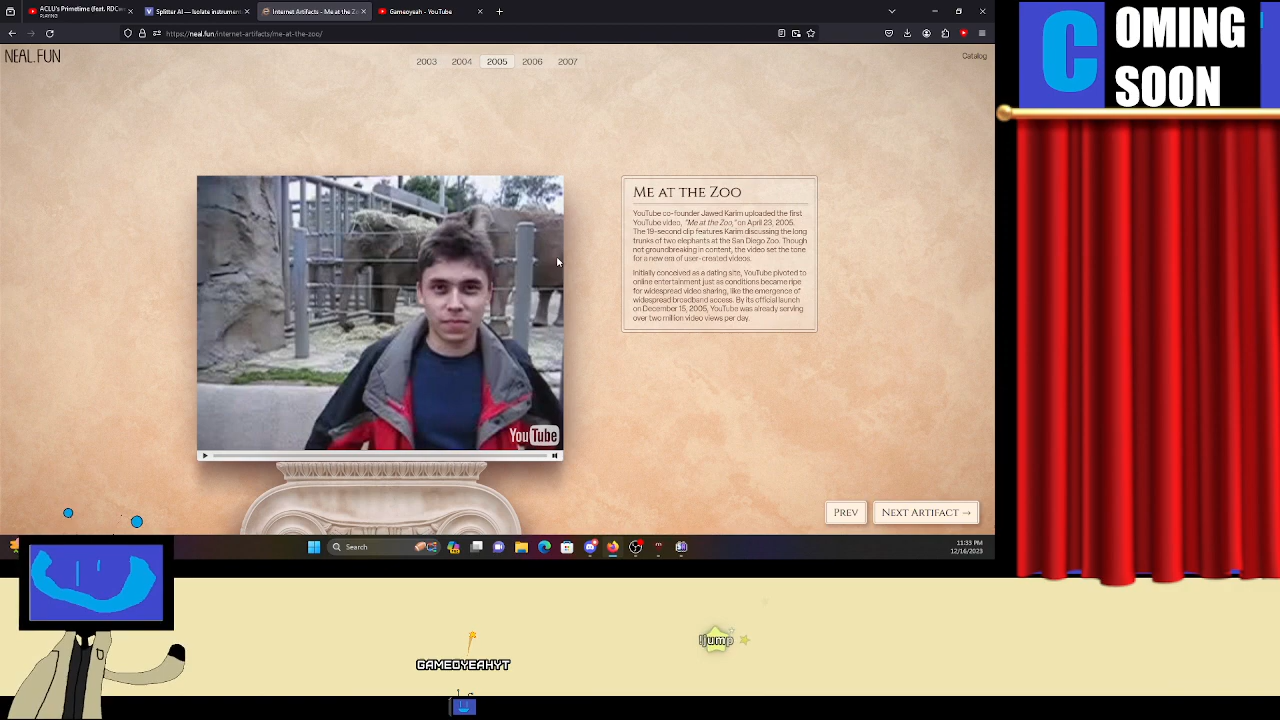 ACLU's Primetime (feat. RDCw
PLAYING
Splitter AI — Isolate instrument
Internet Artifacts - Me at the Zo
Gameoyeah - YouTube
https://neal.fun/internet-artifacts/me-at-the-zoo/
NEAL.FUN
2003 2004 2005 2006 2007
Catalog
COMING
SOON
ME AT THE ZOO
YouTube co-founder Jawed Karim uploaded the first
YouTube video, "Me at the Zoo," on April 23, 2005.
The 19-second clip features Karim discussing the long
trunks of two elephants at the San Diego Zoo. Though
not groundbreaking in content, the video set the tone
for a new era of user-created videos.
Initially conceived as a dating site, YouTube pivoted to
online entertainment just as conditions became ripe
for widespread video sharing, like the emergence of
widespread broadband access. By its official launch
on December 15, 2005, YouTube was already serving
over two million video views per day.
YouTube
PREV
NEXT ARTIFACT →
Search
11:33 PM
12/16/2023
!jump
GAMEOYEAHYT